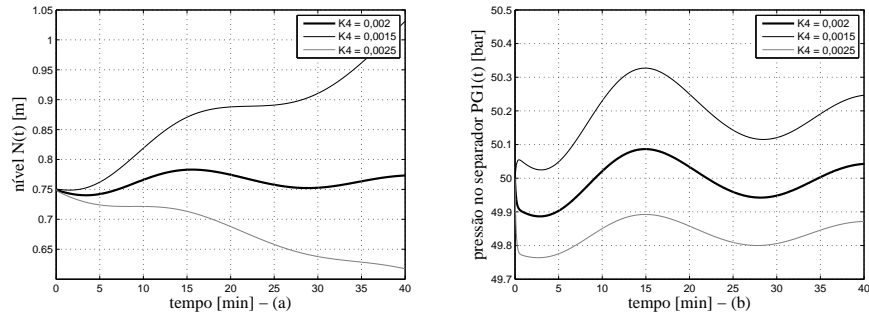 1.05
1
0.95
0.9
0.85
0.8
0.75
0.7
0.65
nível N(t) [m]
K4 = 0,002
K4 = 0,0015
K4 = 0,0025
0 5 10 15 20 25 30 35 40
tempo [min] – (a)
50.5
50.4
50.3
50.2
50.1
50
49.9
49.8
49.7
pressão no separador PG1(t) [bar]
K4 = 0,002
K4 = 0,0015
K4 = 0,0025
0 5 10 15 20 25 30 35 40
tempo [min] – (b)